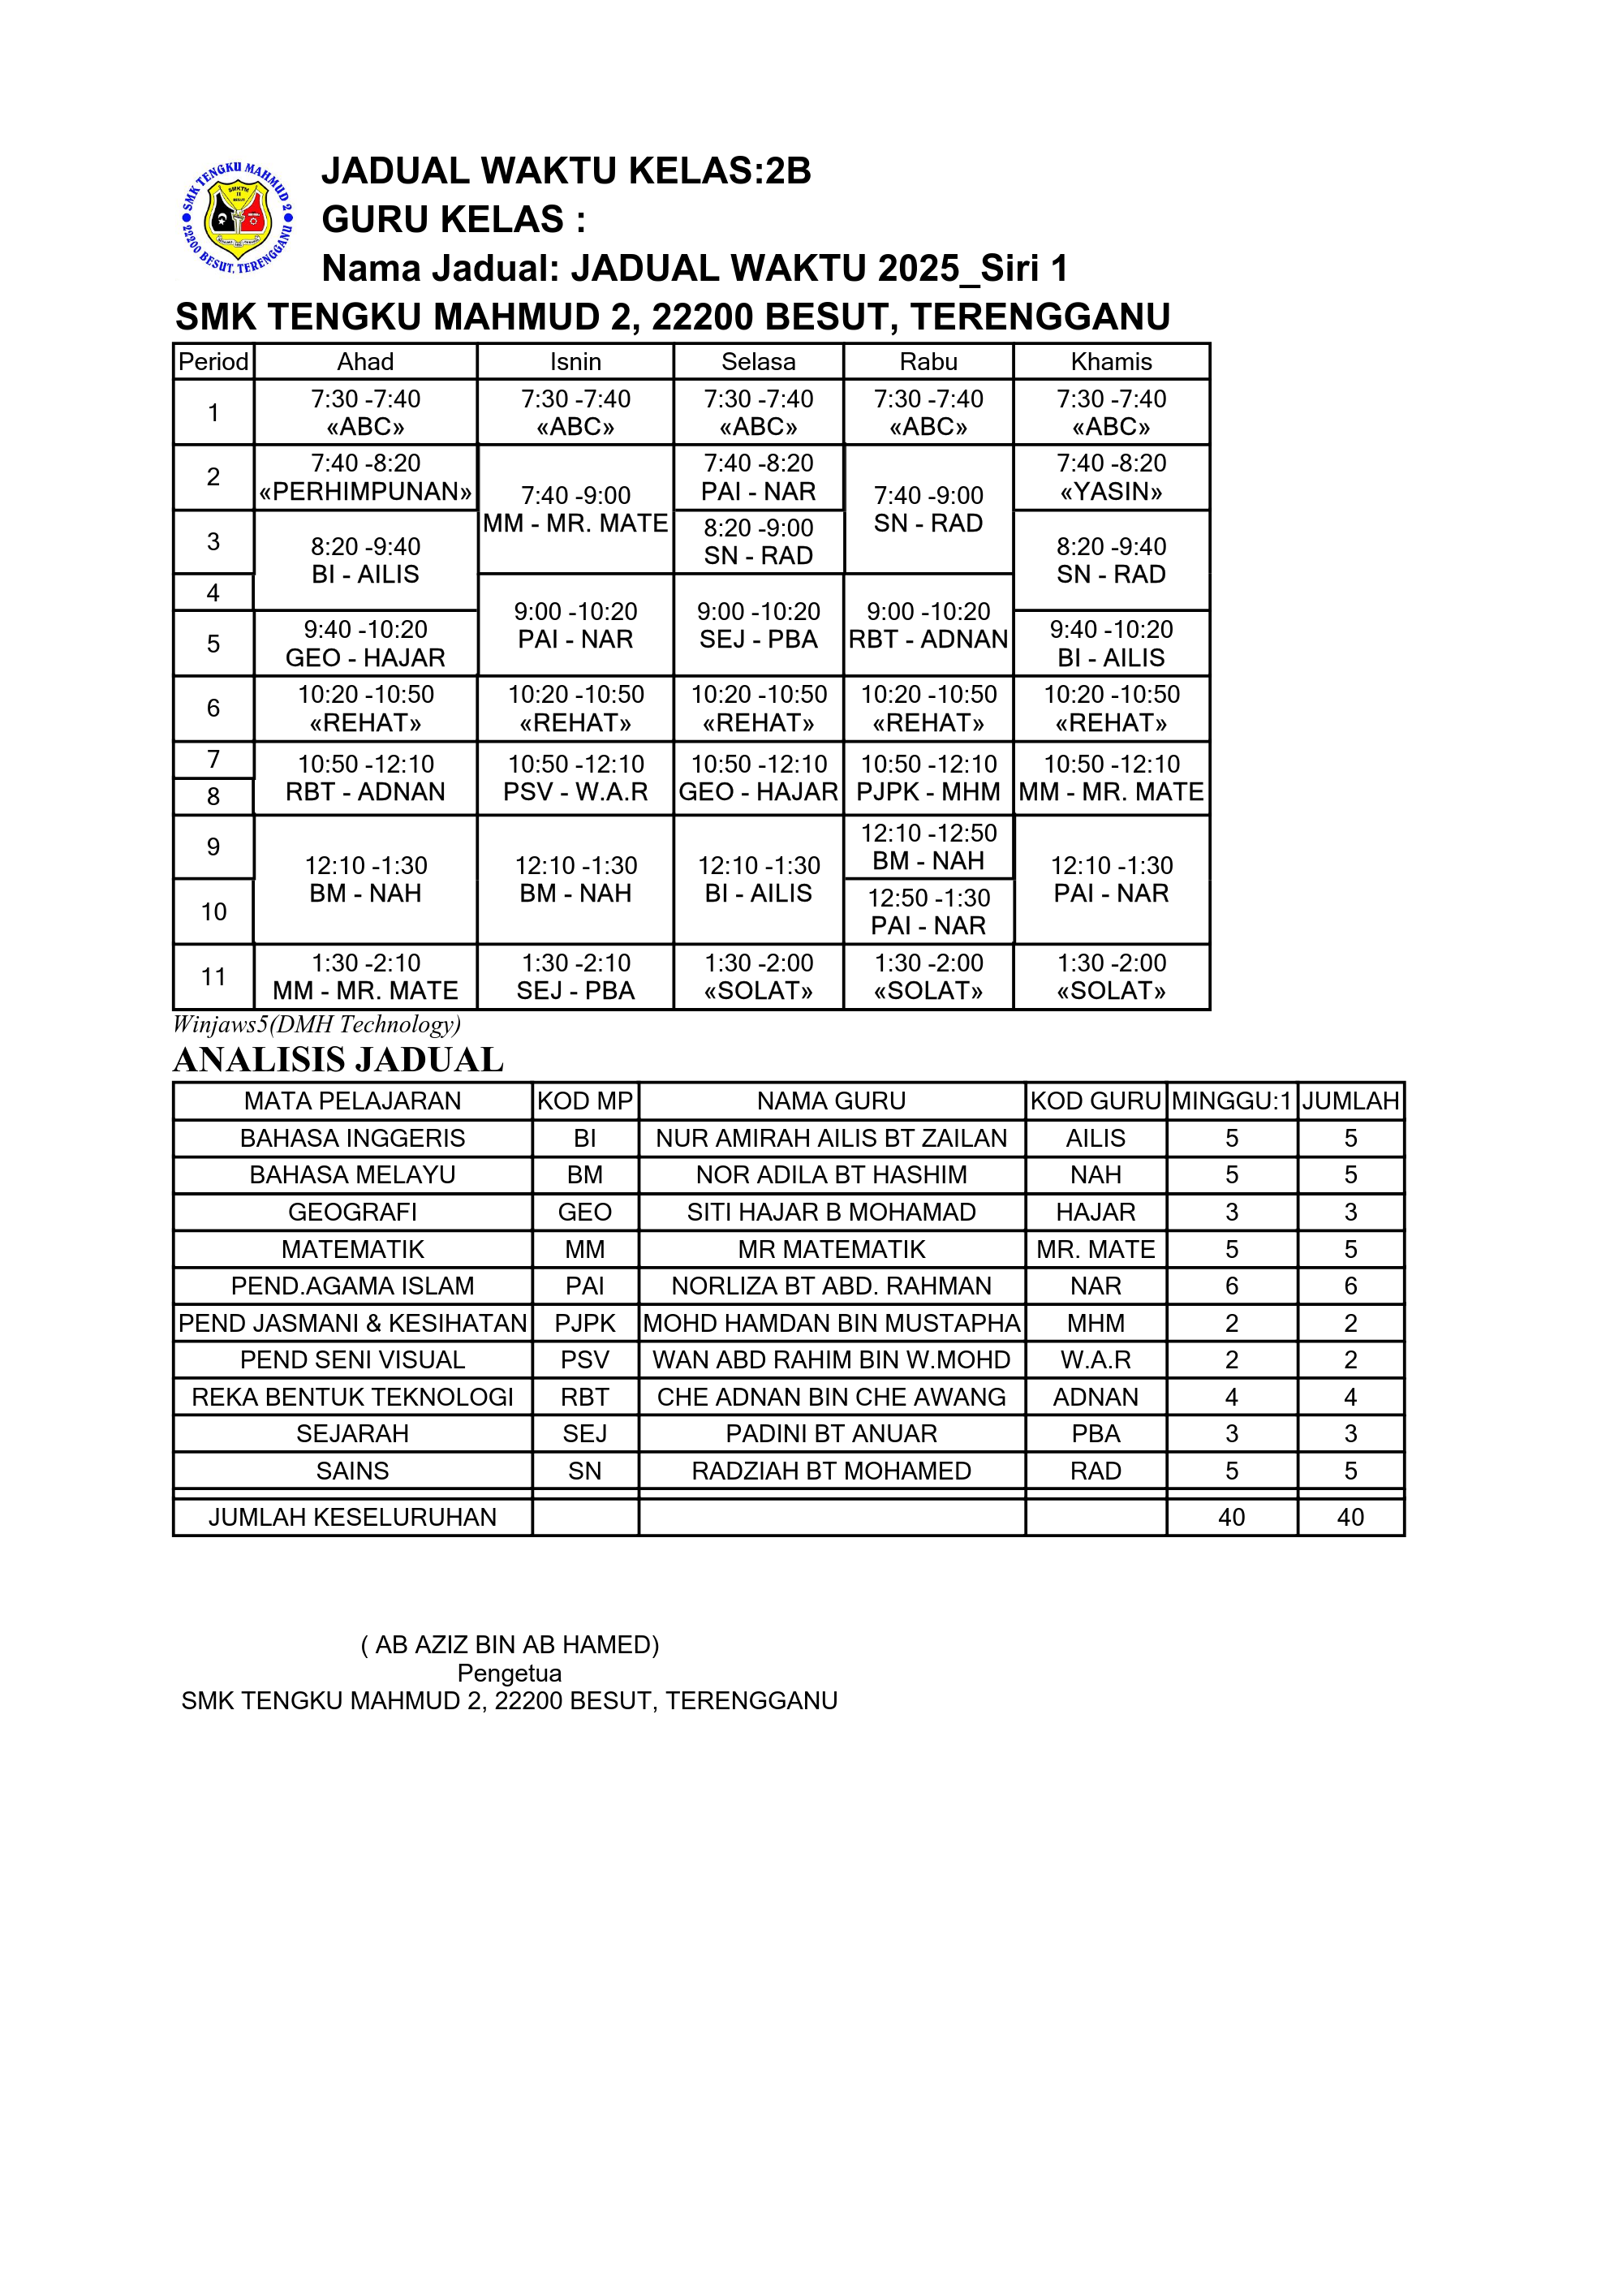 SMK TENGKU MAHMUD 2
22200 BESUT, TERENGGANU
JADUAL WAKTU KELAS:2B
GURU KELAS :
Nama Jadual: JADUAL WAKTU 2025_Siri 1
SMK TENGKU MAHMUD 2, 22200 BESUT, TERENGGANU
Period Ahad Isnin Selasa Rabu Khamis
1
7:30 -7:40 7:30 -7:40 7:30 -7:40 7:30 -7:40 7:30 -7:40
«ABC» «ABC» «ABC» «ABC» «ABC»
2
7:40 -8:20
«PERHIMPUNAN»
7:40 -9:00
MM - MR. MATE
7:40 -8:20
PAI - NAR
7:40 -9:00
SN - RAD
7:40 -8:20
«YASIN»
3
8:20 -9:40
BI - AILIS
8:20 -9:00
SN - RAD
8:20 -9:40
SN - RAD
4
9:00 -10:20
PAI - NAR
9:00 -10:20
SEJ - PBA
9:00 -10:20
RBT - ADNAN
5
9:40 -10:20
GEO - HAJAR
9:40 -10:20
BI - AILIS
6
10:20 -10:50 10:20 -10:50 10:20 -10:50 10:20 -10:50 10:20 -10:50
«REHAT» «REHAT» «REHAT» «REHAT» «REHAT»
7
10:50 -12:10 10:50 -12:10 10:50 -12:10 10:50 -12:10 10:50 -12:10
RBT - ADNAN PSV - W.A.R GEO - HAJAR PJPK - MHM MM - MR. MATE
8
9
12:10 -1:30
BM - NAH
12:10 -1:30
BM - NAH
12:10 -1:30
BI - AILIS
12:10 -12:50
BM - NAH
12:10 -1:30
PAI - NAR
10
12:50 -1:30
PAI - NAR
11
1:30 -2:10 1:30 -2:10 1:30 -2:00 1:30 -2:00 1:30 -2:00
MM - MR. MATE SEJ - PBA «SOLAT» «SOLAT» «SOLAT»
Winjaws5(DMH Technology)
ANALISIS JADUAL
MATA PELAJARAN KOD MP NAMA GURU KOD GURU MINGGU:1 JUMLAH
BAHASA INGGERIS BI NUR AMIRAH AILIS BT ZAILAN AILIS 5 5
BAHASA MELAYU BM NOR ADILA BT HASHIM NAH 5 5
GEOGRAFI GEO SITI HAJAR B MOHAMAD HAJAR 3 3
MATEMATIK MM MR MATEMATIK MR. MATE 5 5
PEND.AGAMA ISLAM PAI NORLIZA BT ABD. RAHMAN NAR 6 6
PEND JASMANI & KESIHATAN PJPK MOHD HAMDAN BIN MUSTAPHA MHM 2 2
PEND SENI VISUAL PSV WAN ABD RAHIM BIN W.MOHD W.A.R 2 2
REKA BENTUK TEKNOLOGI RBT CHE ADNAN BIN CHE AWANG ADNAN 4 4
SEJARAH SEJ PADINI BT ANUAR PBA 3 3
SAINS SN RADZIAH BT MOHAMED RAD 5 5
JUMLAH KESELURUHAN 40 40
( AB AZIZ BIN AB HAMED)
Pengetua
SMK TENGKU MAHMUD 2, 22200 BESUT, TERENGGANU